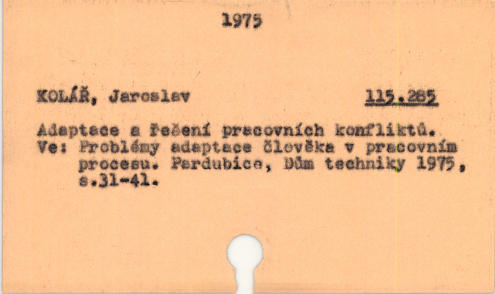 1975
KOLÁŘ, Jaroslav 115.285
Adaptace a řešení pracovních konfliktů.
Ve: Problémy adaptace člověka v pracovním
procesu. Pardubice, Dům techniky 1975,
s.31-41.